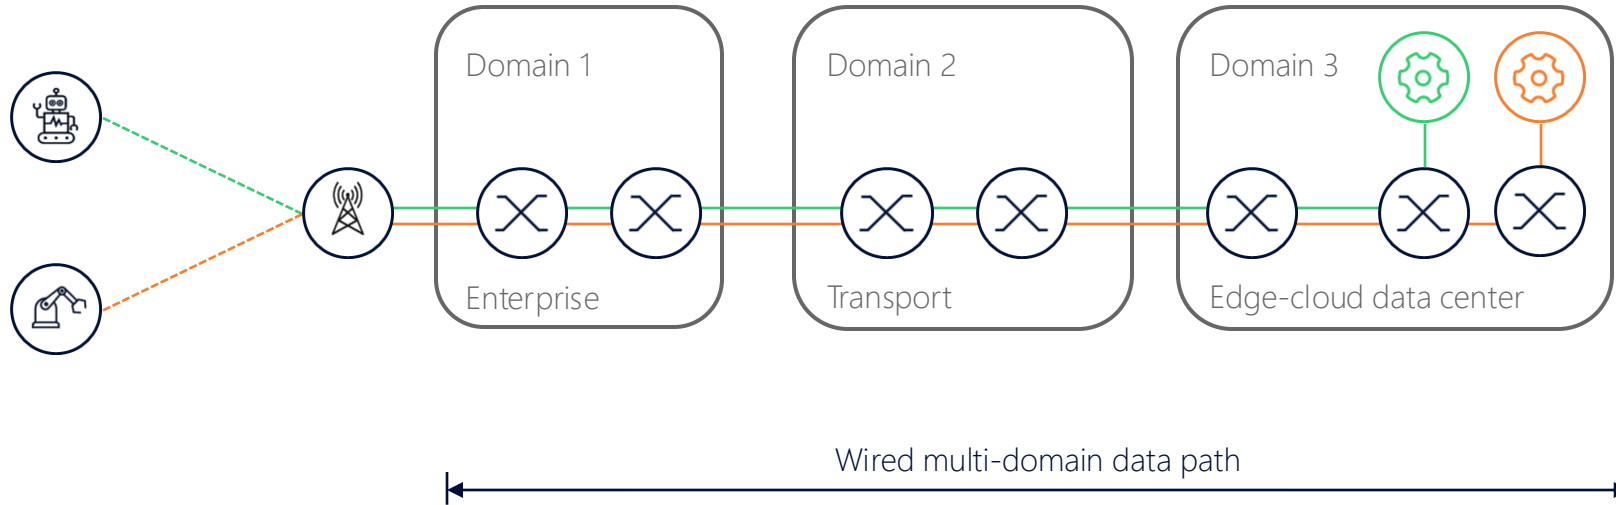 Domain 1
Domain 2
Domain 3
Enterprise
Transport
Edge-cloud data center
Wired multi-domain data path